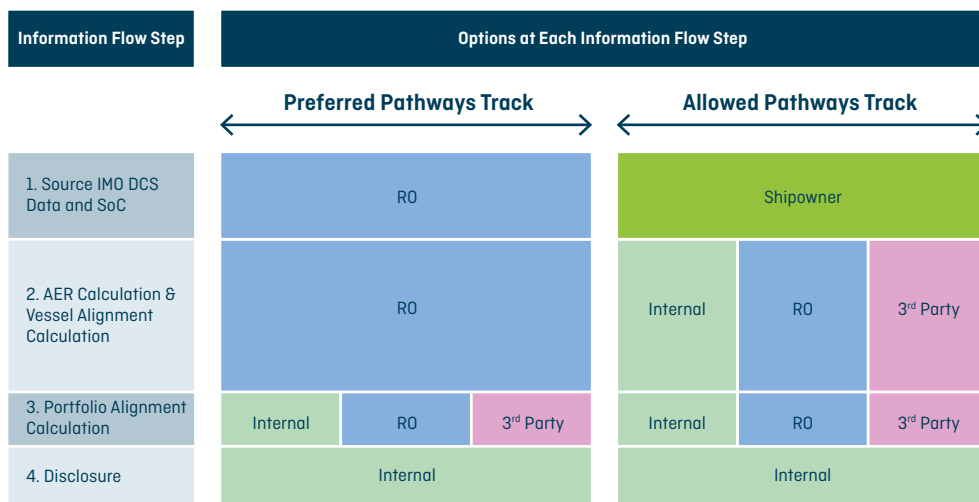 Information Flow Step
Options at Each Information Flow Step
Preferred Pathways Track
Allowed Pathways Track
1. Source IMO DCS
Data and SoC
RO
Shipowner
2. AER Calculation &
Vessel Alignment
Calculation
RO
Internal
RO
3rd Party
3. Portfolio Alignment
Calculation
Internal
RO
3rd Party
Internal
RO
3rd Party
4. Disclosure
Internal
Internal